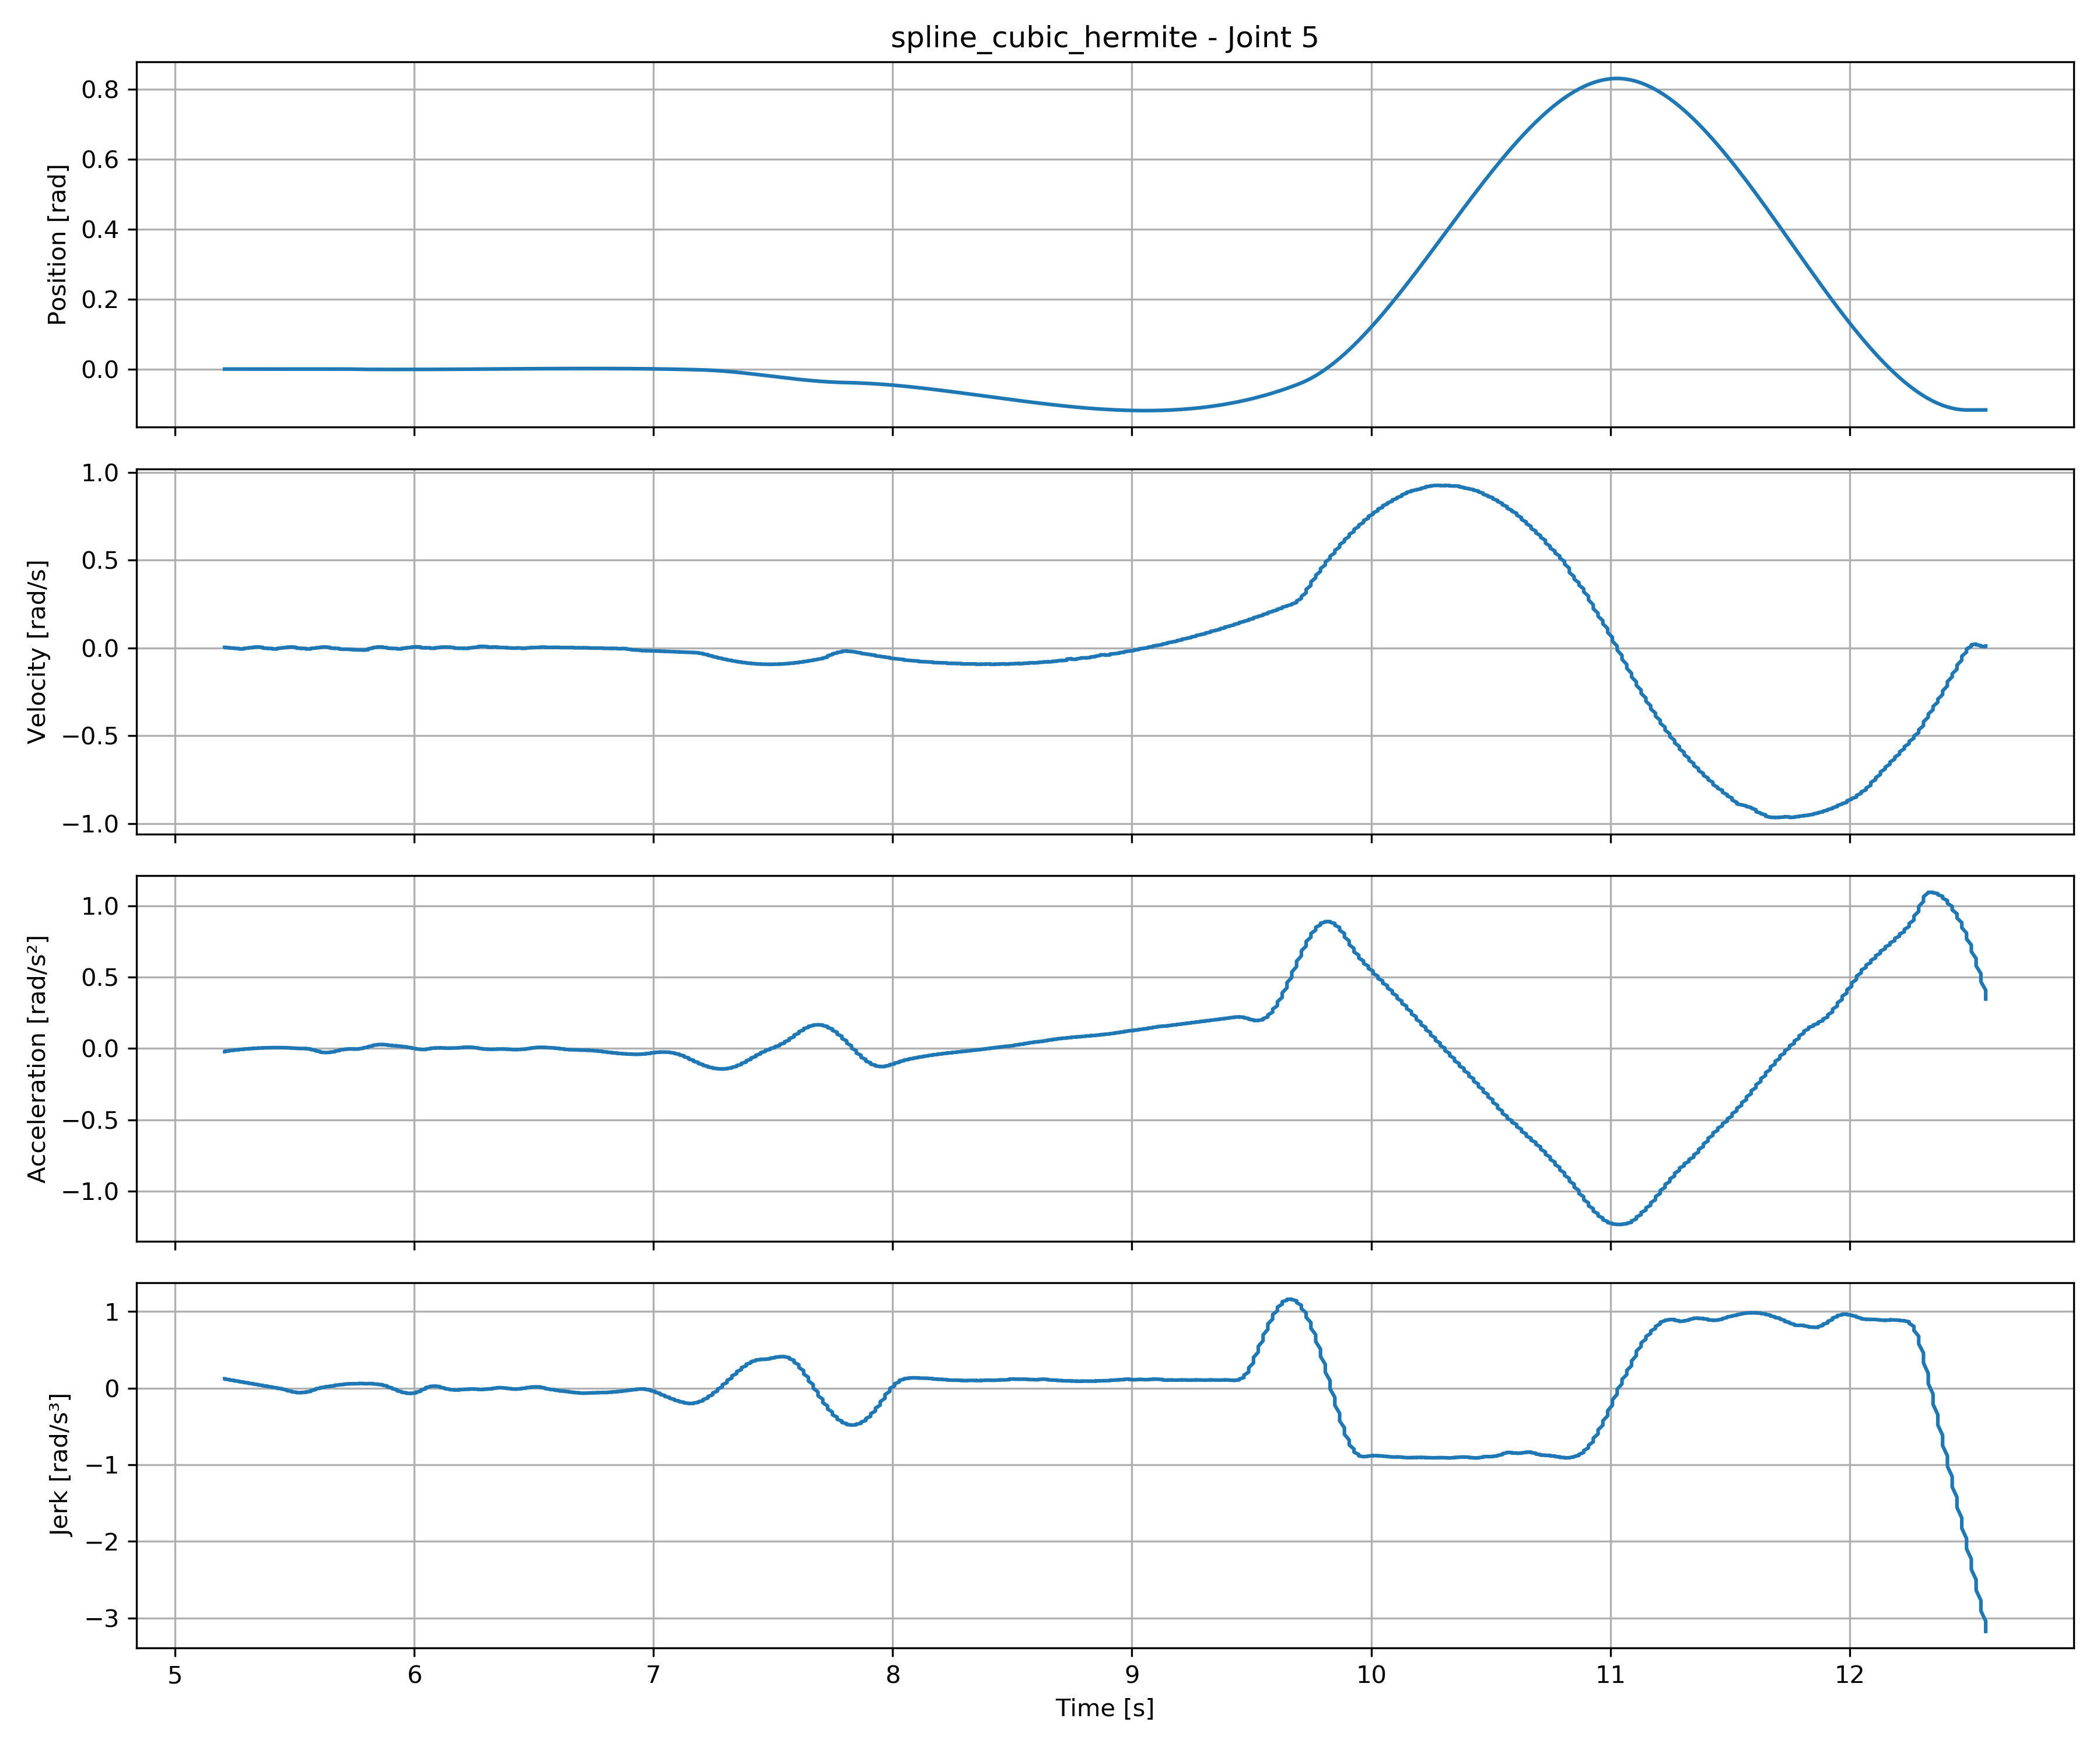 spline_cubic_hermite - Joint 5
Position [rad]
0.8
0.6
0.4
0.2
0.0
Velocity [rad/s]
1.0
0.5
0.0
−0.5
−1.0
Acceleration [rad/s²]
1.0
0.5
0.0
−0.5
−1.0
Jerk [rad/s³]
1
0
−1
−2
−3
5 6 7 8 9 10 11 12
Time [s]